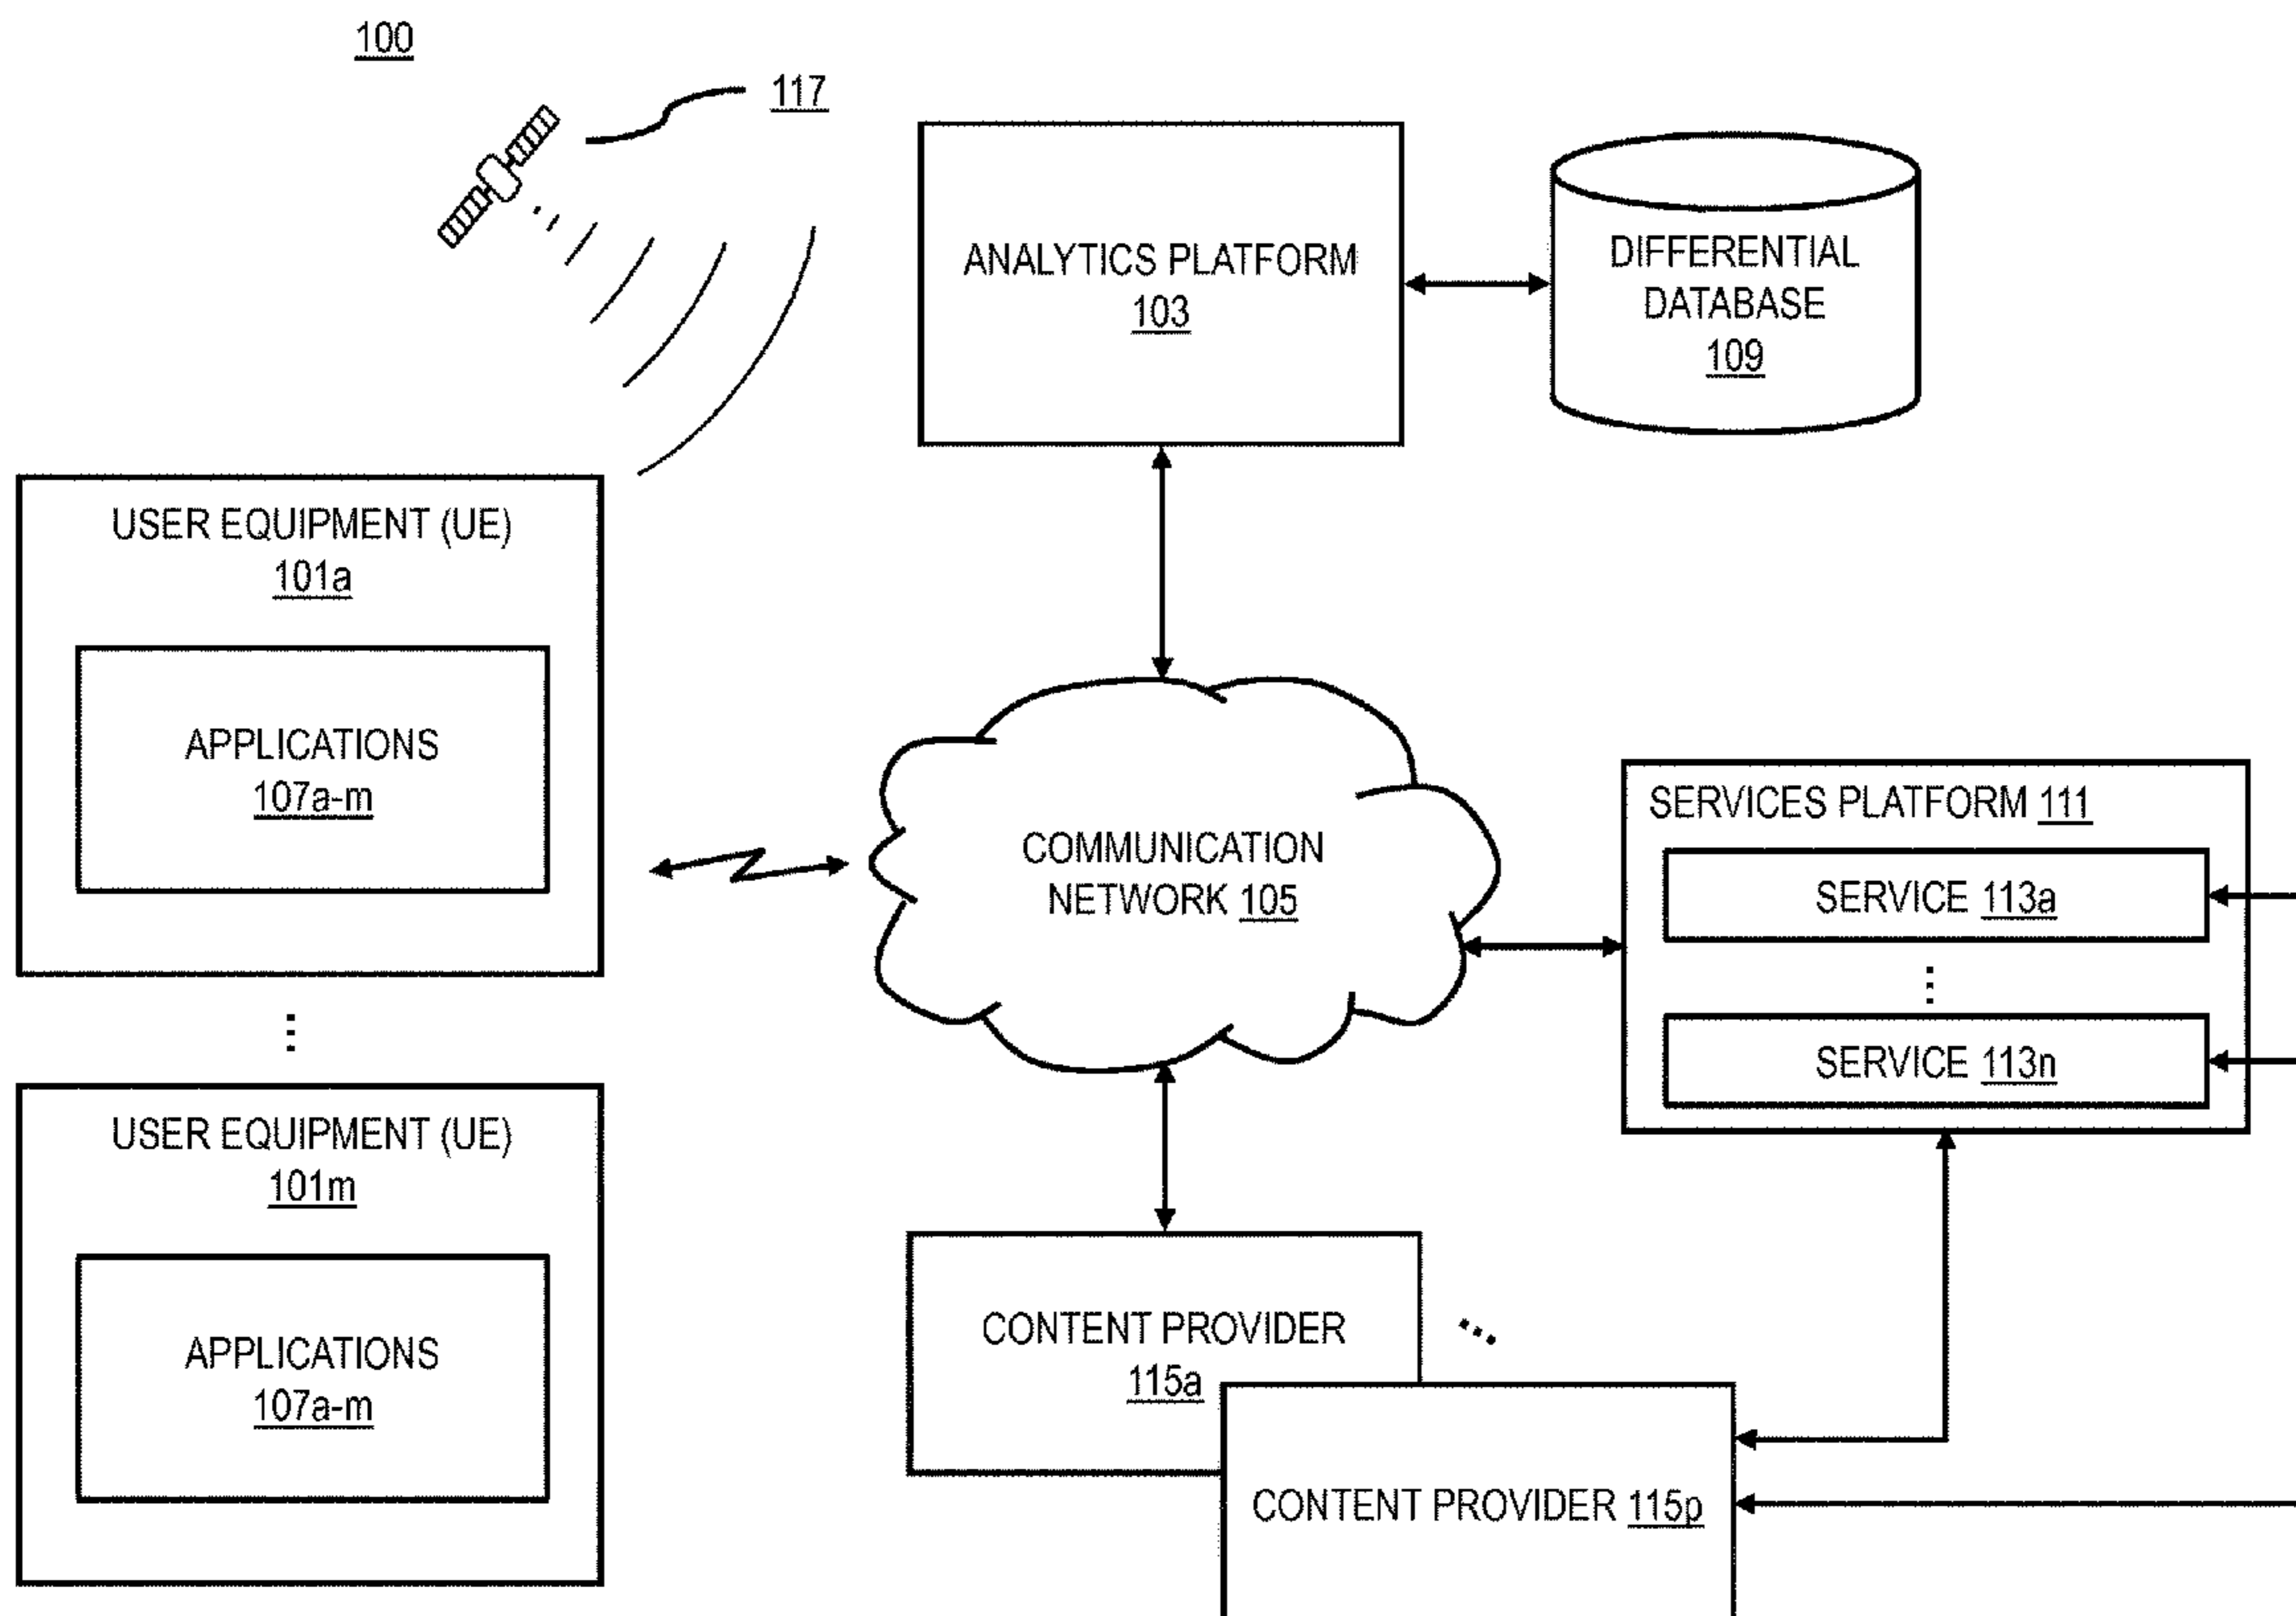 100
117
ANALYTICS PLATFORM
103
DIFFERENTIAL
DATABASE
109
USER EQUIPMENT (UE)
101a
APPLICATIONS
107a-m
COMMUNICATION
NETWORK 105
SERVICES PLATFORM 111
SERVICE 113a
SERVICE 113n
USER EQUIPMENT (UE)
101m
APPLICATIONS
107a-m
CONTENT PROVIDER
115a
CONTENT PROVIDER 115p